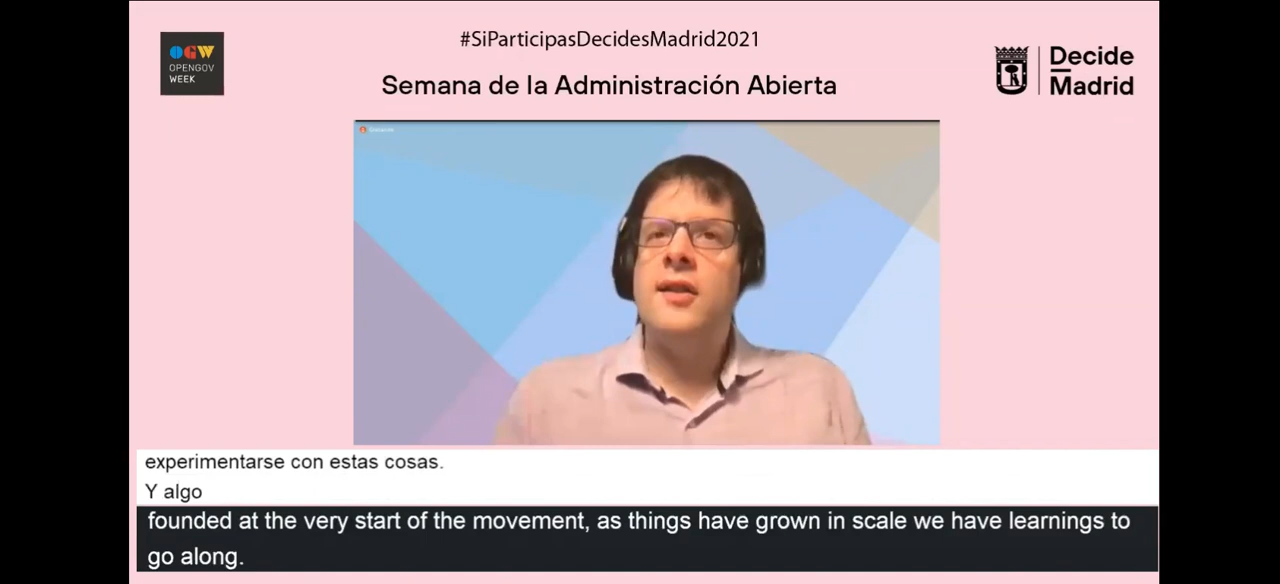 #SiParticipasDecidesMadrid2021
OGW
OPENGOV
WEEK
Semana de la Administración Abierta
Decide
Madrid
experimentarse con estas cosas.
Y algo
founded at the very start of the movement, as things have grown in scale we have learnings to
go along.